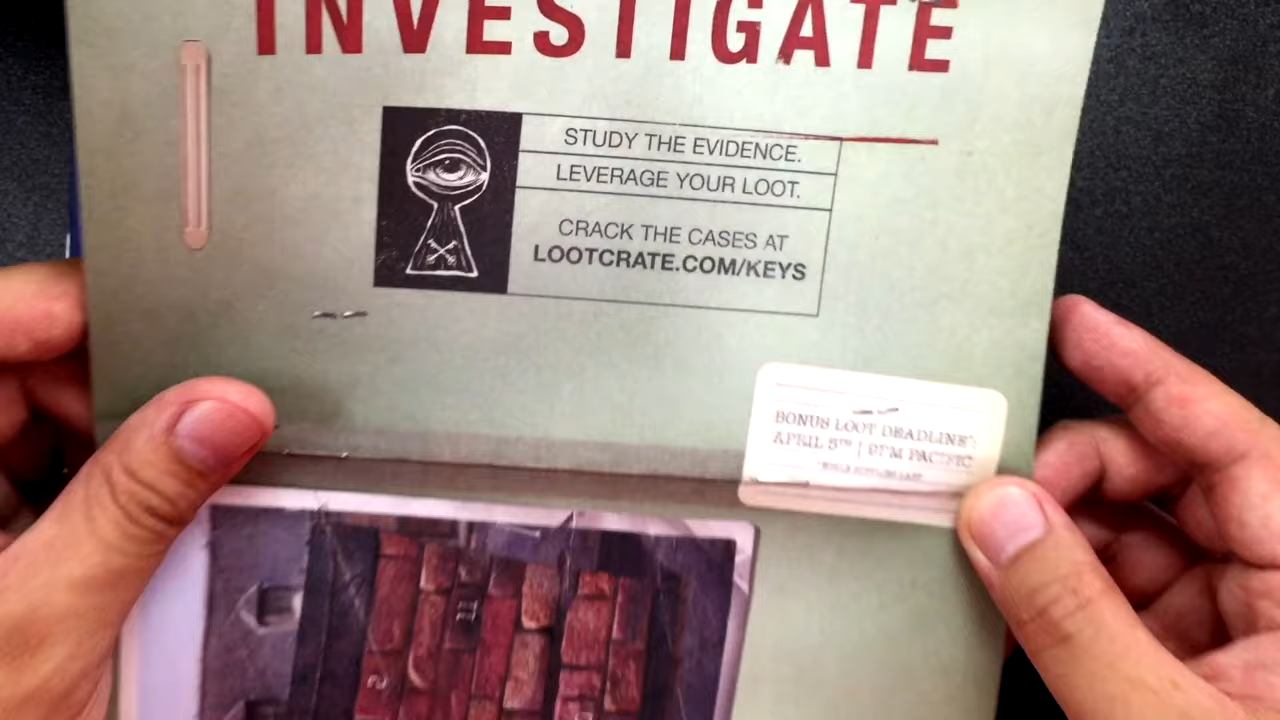 INVESTIGATE
STUDY THE EVIDENCE.
LEVERAGE YOUR LOOT.
CRACK THE CASES AT
LOOTCRATE.COM/KEYS
BONUS LOOT DEADLINE:
APRIL 5TH | 9PM PACIFIC